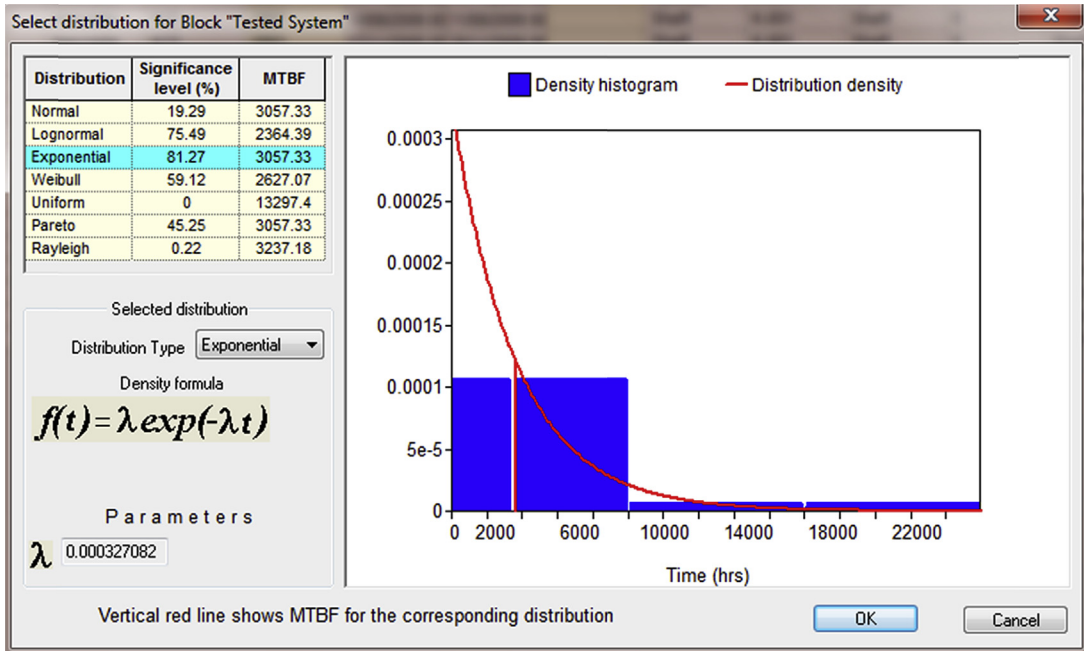 Select distribution for Block "Tested System"
Distribution Significance level (%) MTBF
Normal 19.29 3057.33
Lognormal 75.49 2364.39
Exponential 81.27 3057.33
Weibull 59.12 2627.07
Uniform 0 13297.4
Pareto 45.25 3057.33
Rayleigh 0.22 3237.18
Selected distribution
Distribution Type Exponential
Density formula
f(t)=λexp(-λt)
Parameters
λ 0.000327082
Density histogram Distribution density
0.0003
0.00025
0.0002
0.00015
0.0001
5e-5
0
0 2000 6000 10000 14000 18000 22000
Time (hrs)
Vertical red line shows MTBF for the corresponding distribution
OK Cancel